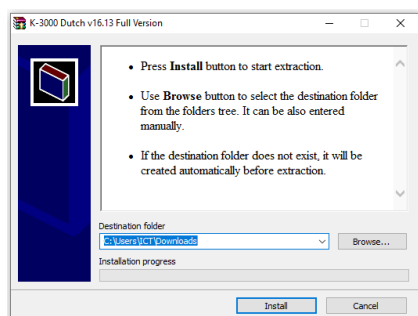 K-3000 Dutch v16.13 Full Version
• Press Install button to start extraction.
• Use Browse button to select the destination folder
from the folders tree. It can be also entered
manually.
• If the destination folder does not exist, it will be
created automatically before extraction.
Destination folder
C:\Users\ICT\Downloads
Browse...
Installation progress
Install
Cancel